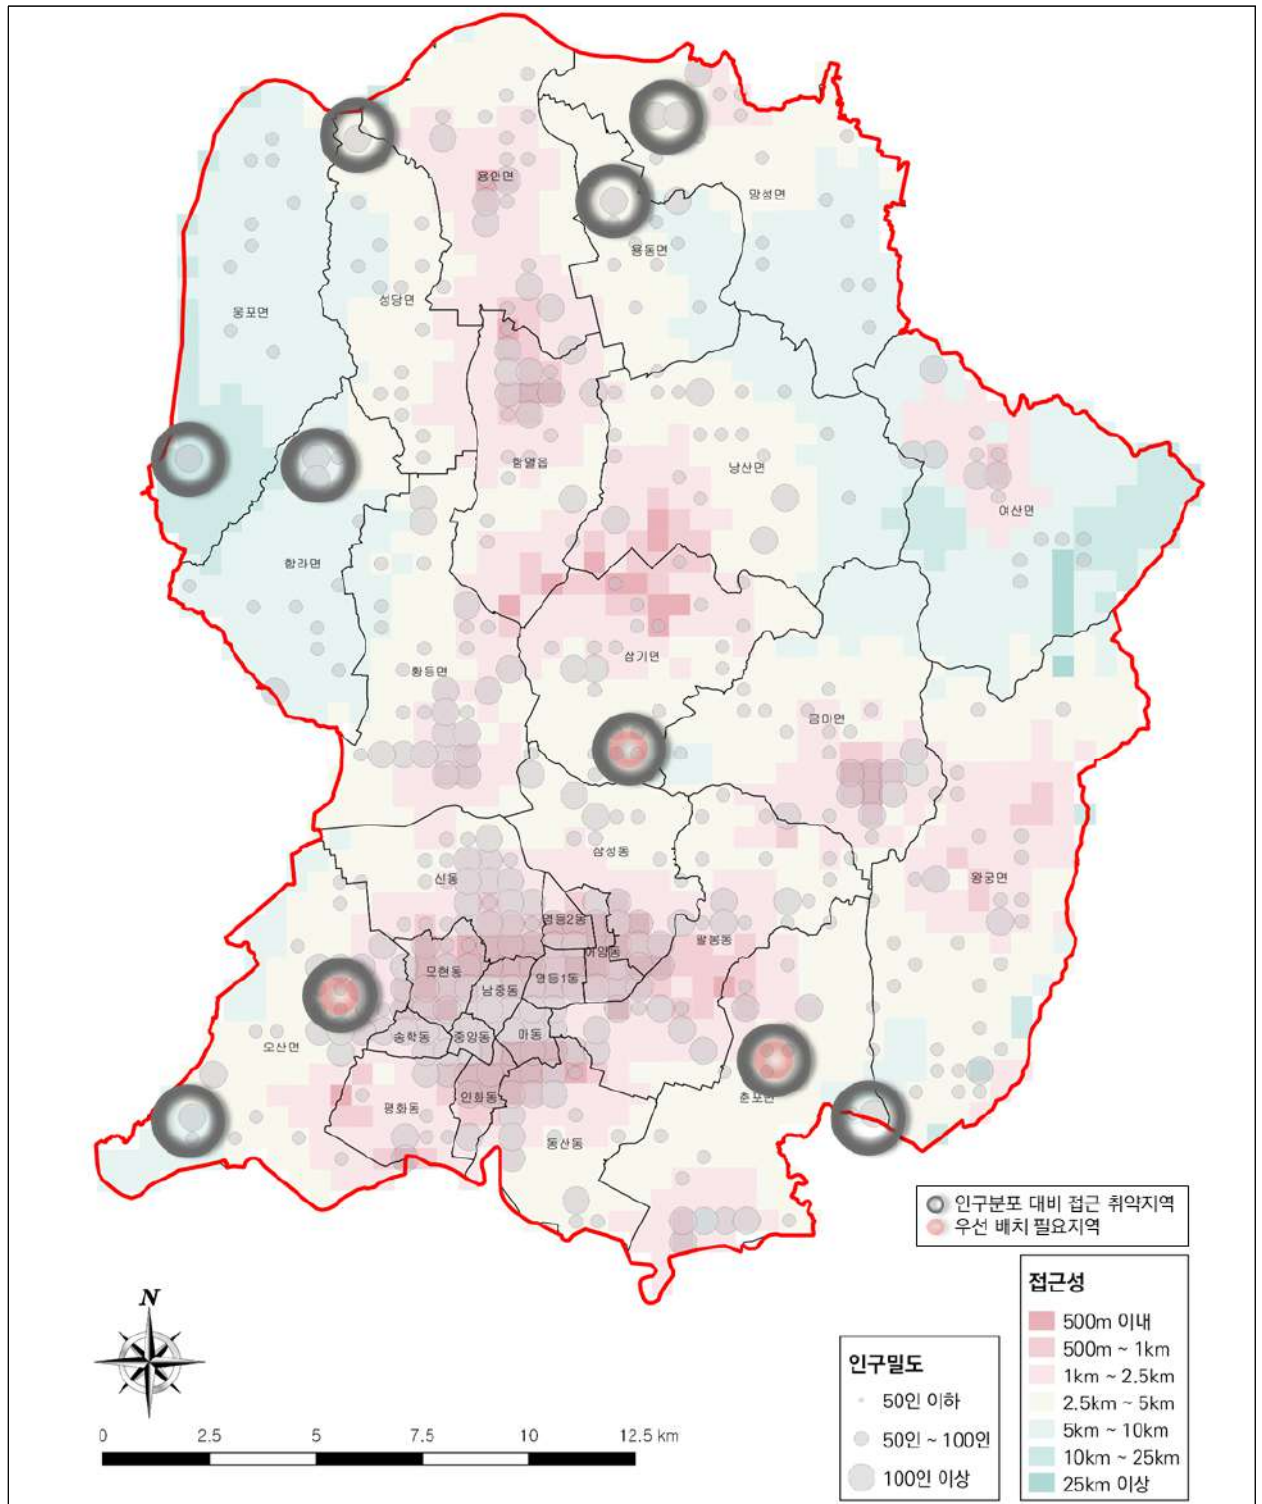 용안면
망성면
용동면
성당면
웅포면
함열읍
낭산면
여산면
함라면
삼기면
황등면
금마면
삼성동
신동
왕궁면
영등2동
어양동
팔봉동
모현동
영등1동
남중동
송학동
중앙동
마동
오산면
인화동
평화동
춘포면
동산동
인구분포 대비 접근 취약지역
우선 배치 필요지역
접근성
500m 이내
500m ~ 1km
1km ~ 2.5km
2.5km ~ 5km
5km ~ 10km
10km ~ 25km
25km 이상
인구밀도
50인 이하
50인 ~ 100인
100인 이상
N
0 2.5 5 7.5 10 12.5 km